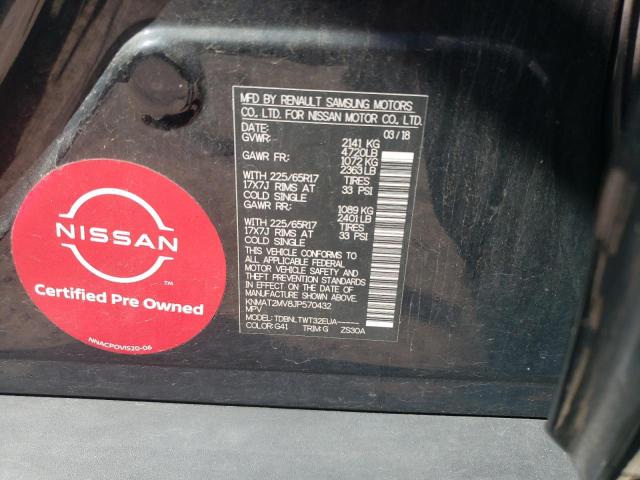 MFD BY RENAULT SAMSUNG MOTORS
CO., LTD. FOR NISSAN MOTOR CO., LTD.
DATE: 03/18
GVWR: 2141 KG
4720LB
GAWR FR: 1072 KG
2363 LB
WITH 225/65R17 TIRES
17X7J RIMS AT 33 PSI
COLD SINGLE
GAWR RR: 1089 KG
2401 LB
WITH 225/65R17 TIRES
17X7J RIMS AT 33 PSI
COLD SINGLE
THIS VEHICLE CONFORMS TO
ALL APPLICABLE FEDERAL
MOTOR VEHICLE SAFETY AND
THEFT PREVENTION STANDARDS
IN EFFECT ON THE DATE OF
MANUFACTURE SHOWN ABOVE.
KNMAT2MV8JP570432
MPV
MODEL: TDBNLTWT32EUA-----
COLOR: G41 TRIM: G ZS30A
NISSAN
TM
Certified Pre Owned
NNACPOVIS20-06